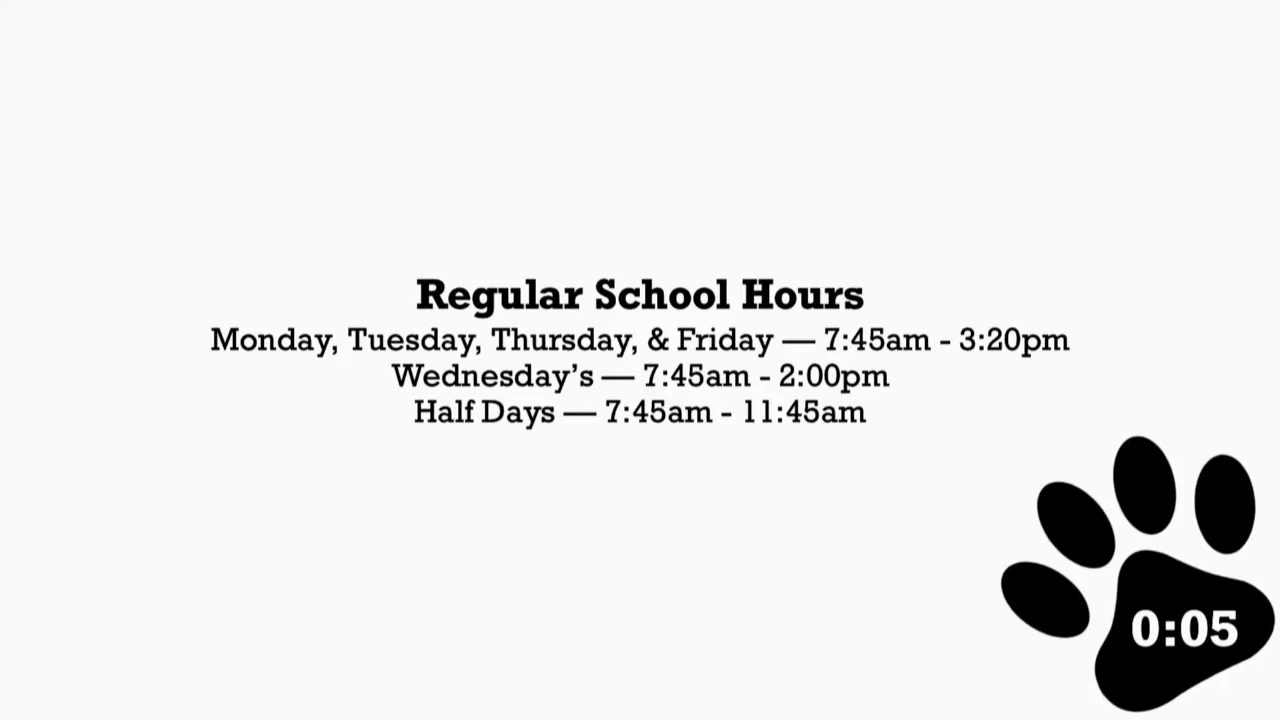 Regular School Hours
Monday, Tuesday, Thursday, & Friday — 7:45am - 3:20pm
Wednesday’s — 7:45am - 2:00pm
Half Days — 7:45am - 11:45am
0:05